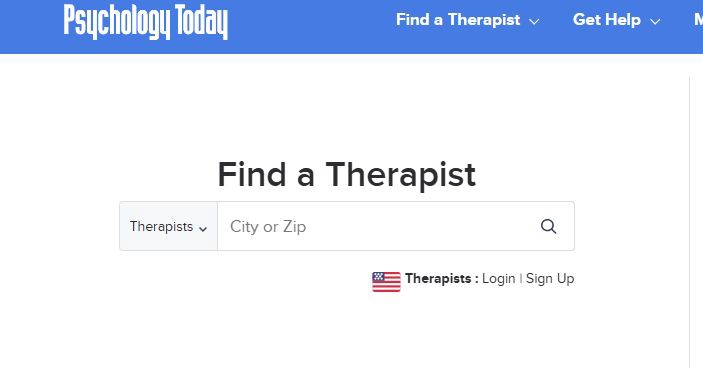 Psychology Today
Find a Therapist
Get Help
M
Find a Therapist
Therapists
City or Zip
Therapists : Login | Sign Up